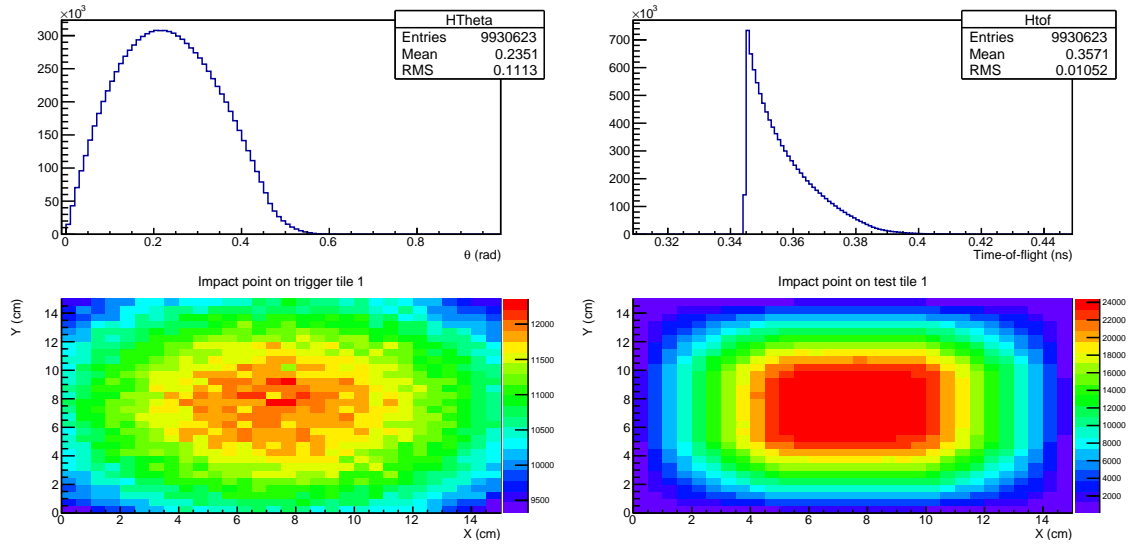 ×10³
HTheta
Entries 9930623
Mean 0.2351
RMS 0.1113
300
250
200
150
100
50
0
0 0.2 0.4 0.6 0.8
θ (rad)
×10³
Htof
Entries 9930623
Mean 0.3571
RMS 0.01052
700
600
500
400
300
200
100
0
0.32 0.34 0.36 0.38 0.4 0.42 0.44
Time-of-flight (ns)
Impact point on trigger tile 1
Y (cm)
14
12
10
8
6
4
2
0
0 2 4 6 8 10 12 14
X (cm)
12000
11500
11000
10500
10000
9500
Impact point on test tile 1
Y (cm)
14
12
10
8
6
4
2
0
0 2 4 6 8 10 12 14
X (cm)
24000
22000
20000
18000
16000
14000
12000
10000
8000
6000
4000
2000